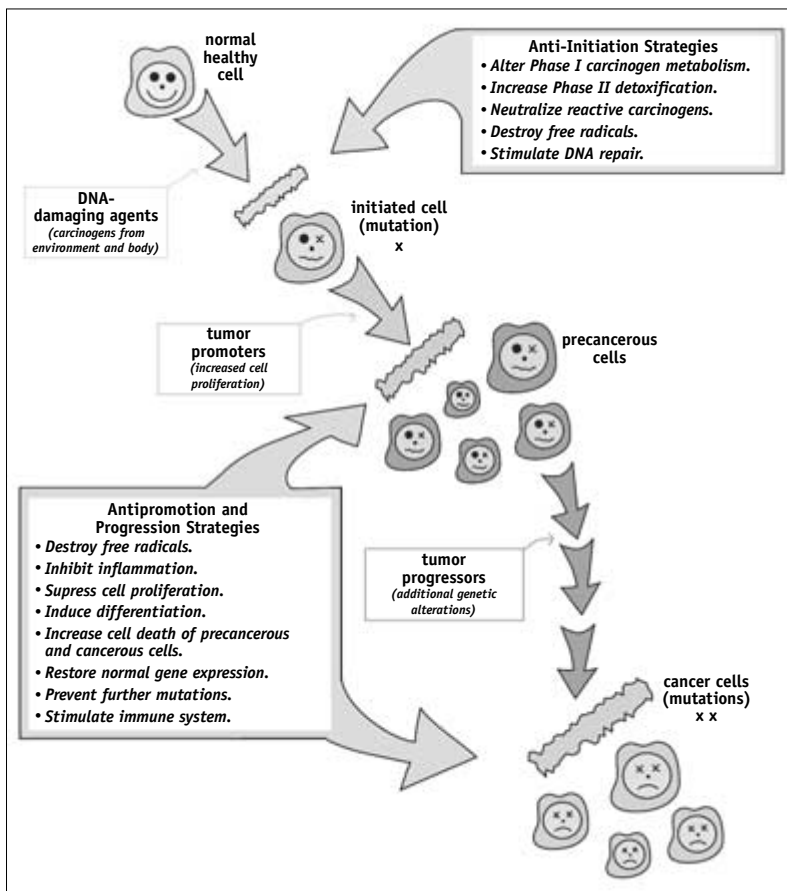 normal
healthy
cell
Anti-Initiation Strategies
• Alter Phase I carcinogen metabolism.
• Increase Phase II detoxification.
• Neutralize reactive carcinogens.
• Destroy free radicals.
• Stimulate DNA repair.
DNA-
damaging agents
(carcinogens from
environment and body)
initiated cell
(mutation)
x
tumor
promoters
(increased cell
proliferation)
precancerous
cells
Antipromotion and
Progression Strategies
• Destroy free radicals.
• Inhibit inflammation.
• Supress cell proliferation.
• Induce differentiation.
• Increase cell death of precancerous
and cancerous cells.
• Restore normal gene expression.
• Prevent further mutations.
• Stimulate immune system.
tumor
progressors
(additional genetic
alterations)
cancer cells
(mutations)
x x